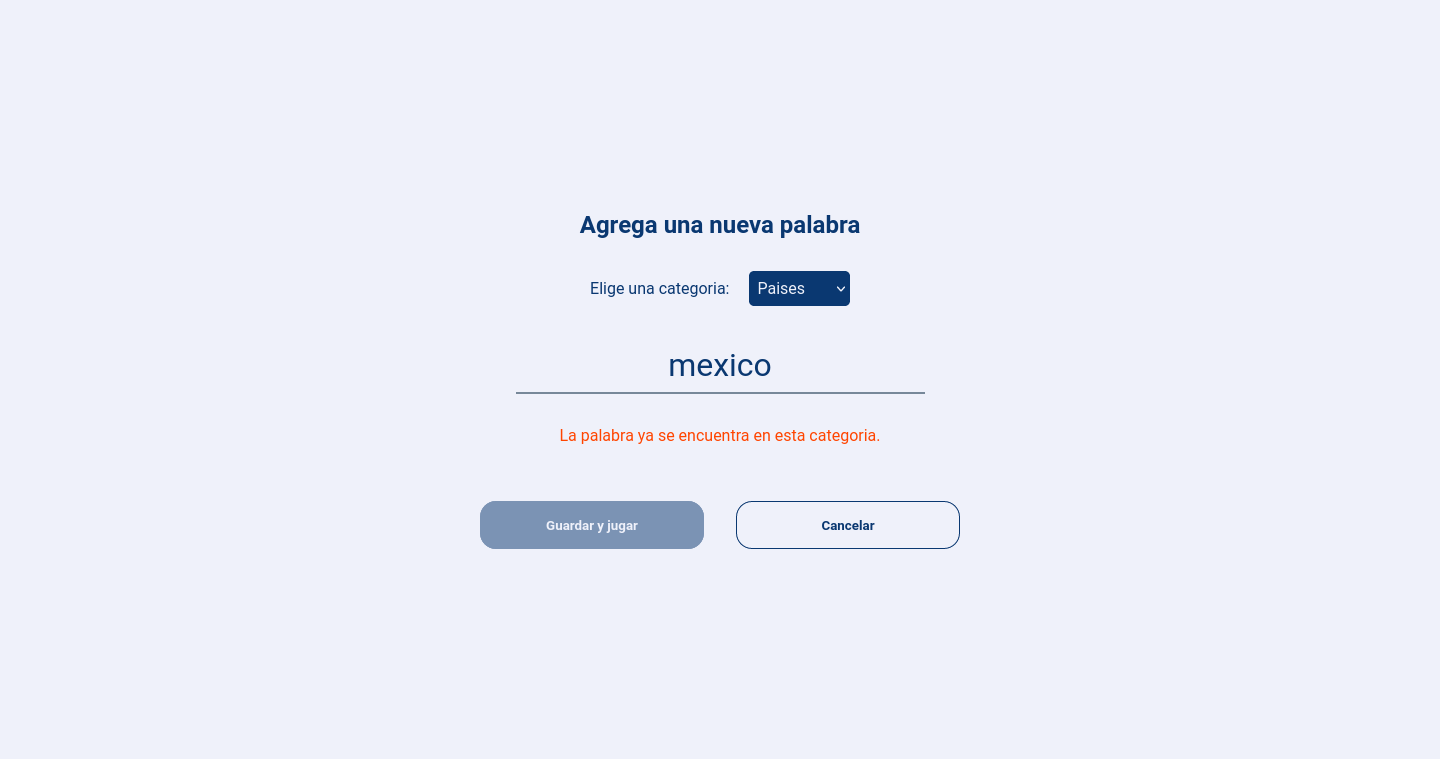 Agrega una nueva palabra
Elige una categoria: Paises
mexico
La palabra ya se encuentra en esta categoria.
Guardar y jugar Cancelar